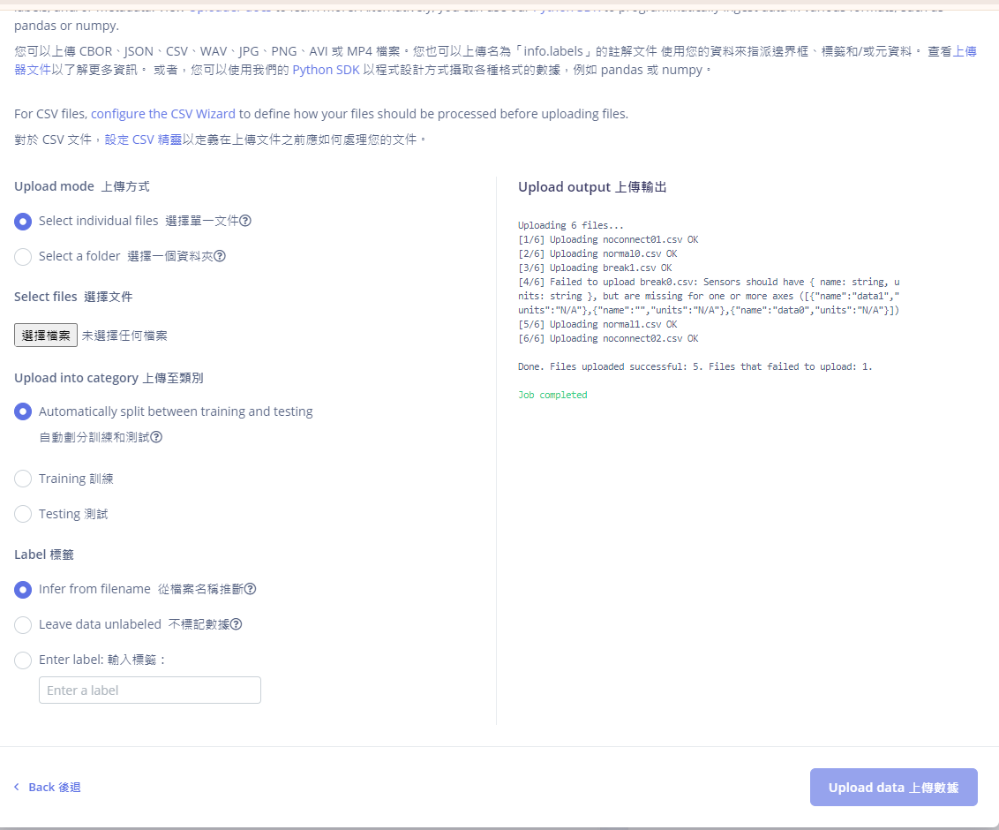 pandas or numpy.
您可以上傳 CBOR、JSON、CSV、WAV、JPG、PNG、AVI 或 MP4 檔案。您也可以上傳名為「info.labels」的註解文件 使用您的資料來指派邊界框、標籤和/或元資料。 查看上傳
器文件以了解更多資訊。 或者，您可以使用我們的 Python SDK 以程式設計方式攝取各種格式的數據，例如 pandas 或 numpy。
For CSV files, configure the CSV Wizard to define how your files should be processed before uploading files.
對於 CSV 文件，設定 CSV 精靈以定義在上傳文件之前應如何處理您的文件。
Upload mode 上傳方式
Select individual files 選擇單一文件
Select a folder 選擇一個資料夾
Select files 選擇文件
選擇檔案 未選擇任何檔案
Upload into category 上傳至類別
Automatically split between training and testing
自動劃分訓練和測試
Training 訓練
Testing 測試
Label 標籤
Infer from filename 從檔案名稱推斷
Leave data unlabeled 不標記數據
Enter label: 輸入標籤：
Enter a label
Upload output 上傳輸出
Uploading 6 files...
[1/6] Uploading noconnect01.csv OK
[2/6] Uploading normal0.csv OK
[3/6] Uploading break1.csv OK
[4/6] Failed to upload break0.csv: Sensors should have { name: string, u
nits: string }, but are missing for one or more axes ([{"name":"data1","
units":"N/A"},{"name":"","units":"N/A"},{"name":"data0","units":"N/A"}])
[5/6] Uploading normal1.csv OK
[6/6] Uploading noconnect02.csv OK
Done. Files uploaded successful: 5. Files that failed to upload: 1.
Job completed
Back 後退
Upload data 上傳數據